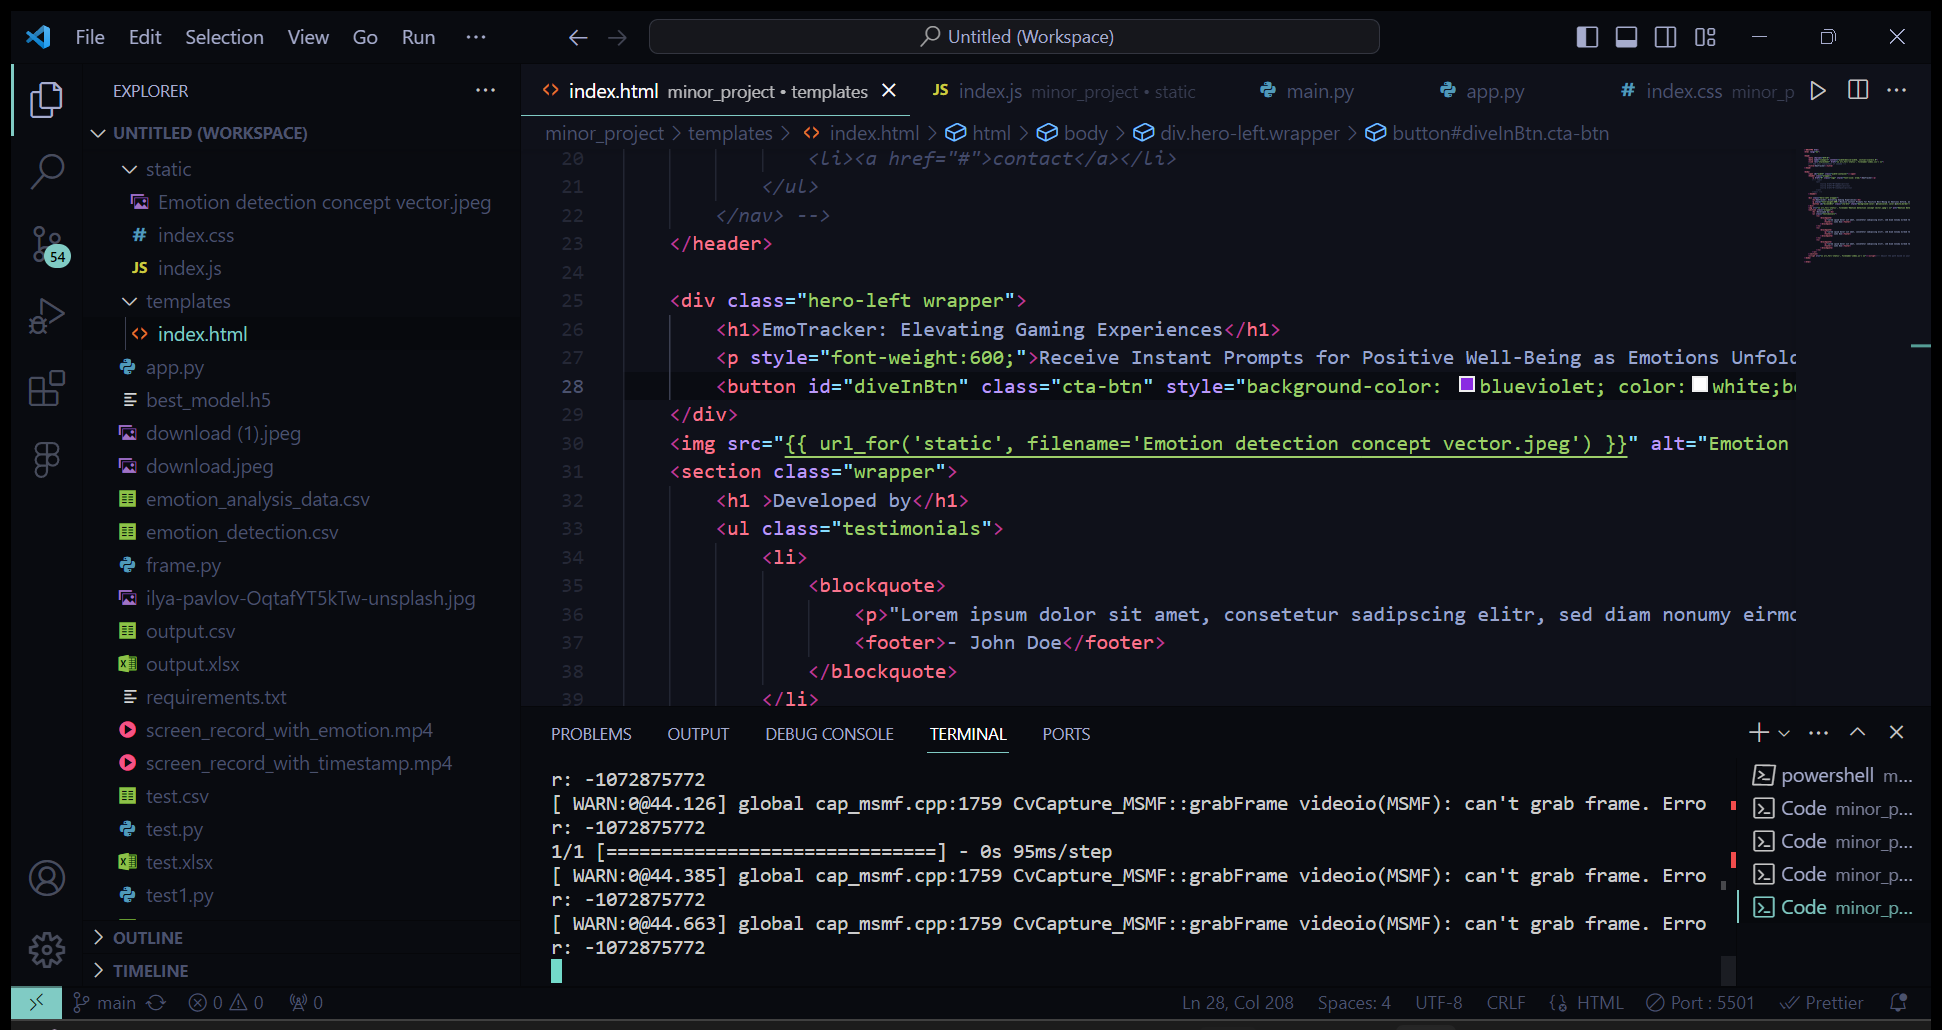 File Edit Selection View Go Run ···
Untitled (Workspace)
EXPLORER
UNTITLED (WORKSPACE)
static
Emotion detection concept vector.jpeg
# index.css
JS index.js
templates
<> index.html
app.py
best_model.h5
download (1).jpeg
download.jpeg
emotion_analysis_data.csv
emotion_detection.csv
frame.py
ilya-pavlov-OqtafYT5kTw-unsplash.jpg
output.csv
output.xlsx
requirements.txt
screen_record_with_emotion.mp4
screen_record_with_timestamp.mp4
test.csv
test.py
test.xlsx
test1.py
OUTLINE
TIMELINE
54
<> index.html minor_project • templates
JS index.js minor_project • static
main.py
app.py
# index.css minor_p
minor_project > templates > <> index.html > html > body > div.hero-left.wrapper > button#diveInBtn.cta-btn
20 <li><a href="#">contact</a></li>
21 </ul>
22 </nav> -->
23 </header>
24
25 <div class="hero-left wrapper">
26 <h1>EmoTracker: Elevating Gaming Experiences</h1>
27 <p style="font-weight:600;">Receive Instant Prompts for Positive Well-Being as Emotions Unfol
28 <button id="diveInBtn" class="cta-btn" style="background-color: blueviolet; color: white;b
29 </div>
30 <img src="{{ url_for('static', filename='Emotion detection concept vector.jpeg') }}" alt="Emotion
31 <section class="wrapper">
32 <h1 >Developed by</h1>
33 <ul class="testimonials">
34 <li>
35 <blockquote>
36 <p>"Lorem ipsum dolor sit amet, consetetur sadipscing elitr, sed diam nonumy eirmo
37 <footer>- John Doe</footer>
38 </blockquote>
39 </li>
PROBLEMS OUTPUT DEBUG CONSOLE TERMINAL PORTS
r: -1072875772
[ WARN:0@44.126] global cap_msmf.cpp:1759 CvCapture_MSMF::grabFrame videoio(MSMF): can't grab frame. Erro
r: -1072875772
1/1 [==============================] - 0s 95ms/step
[ WARN:0@44.385] global cap_msmf.cpp:1759 CvCapture_MSMF::grabFrame videoio(MSMF): can't grab frame. Erro
r: -1072875772
[ WARN:0@44.663] global cap_msmf.cpp:1759 CvCapture_MSMF::grabFrame videoio(MSMF): can't grab frame. Erro
r: -1072875772
powershell m...
Code minor_p...
Code minor_p...
Code minor_p...
Code minor_p...
main 0 0 0
Ln 28, Col 208 Spaces: 4 UTF-8 CRLF HTML Port : 5501 Prettier